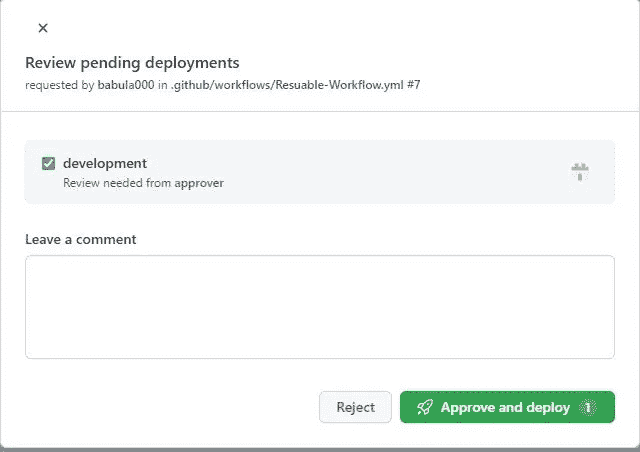 Review pending deployments
requested by babula000 in .github/workflows/Resuable-Workflow.yml #7
development
Review needed from approver
Leave a comment
Reject
Approve and deploy 1